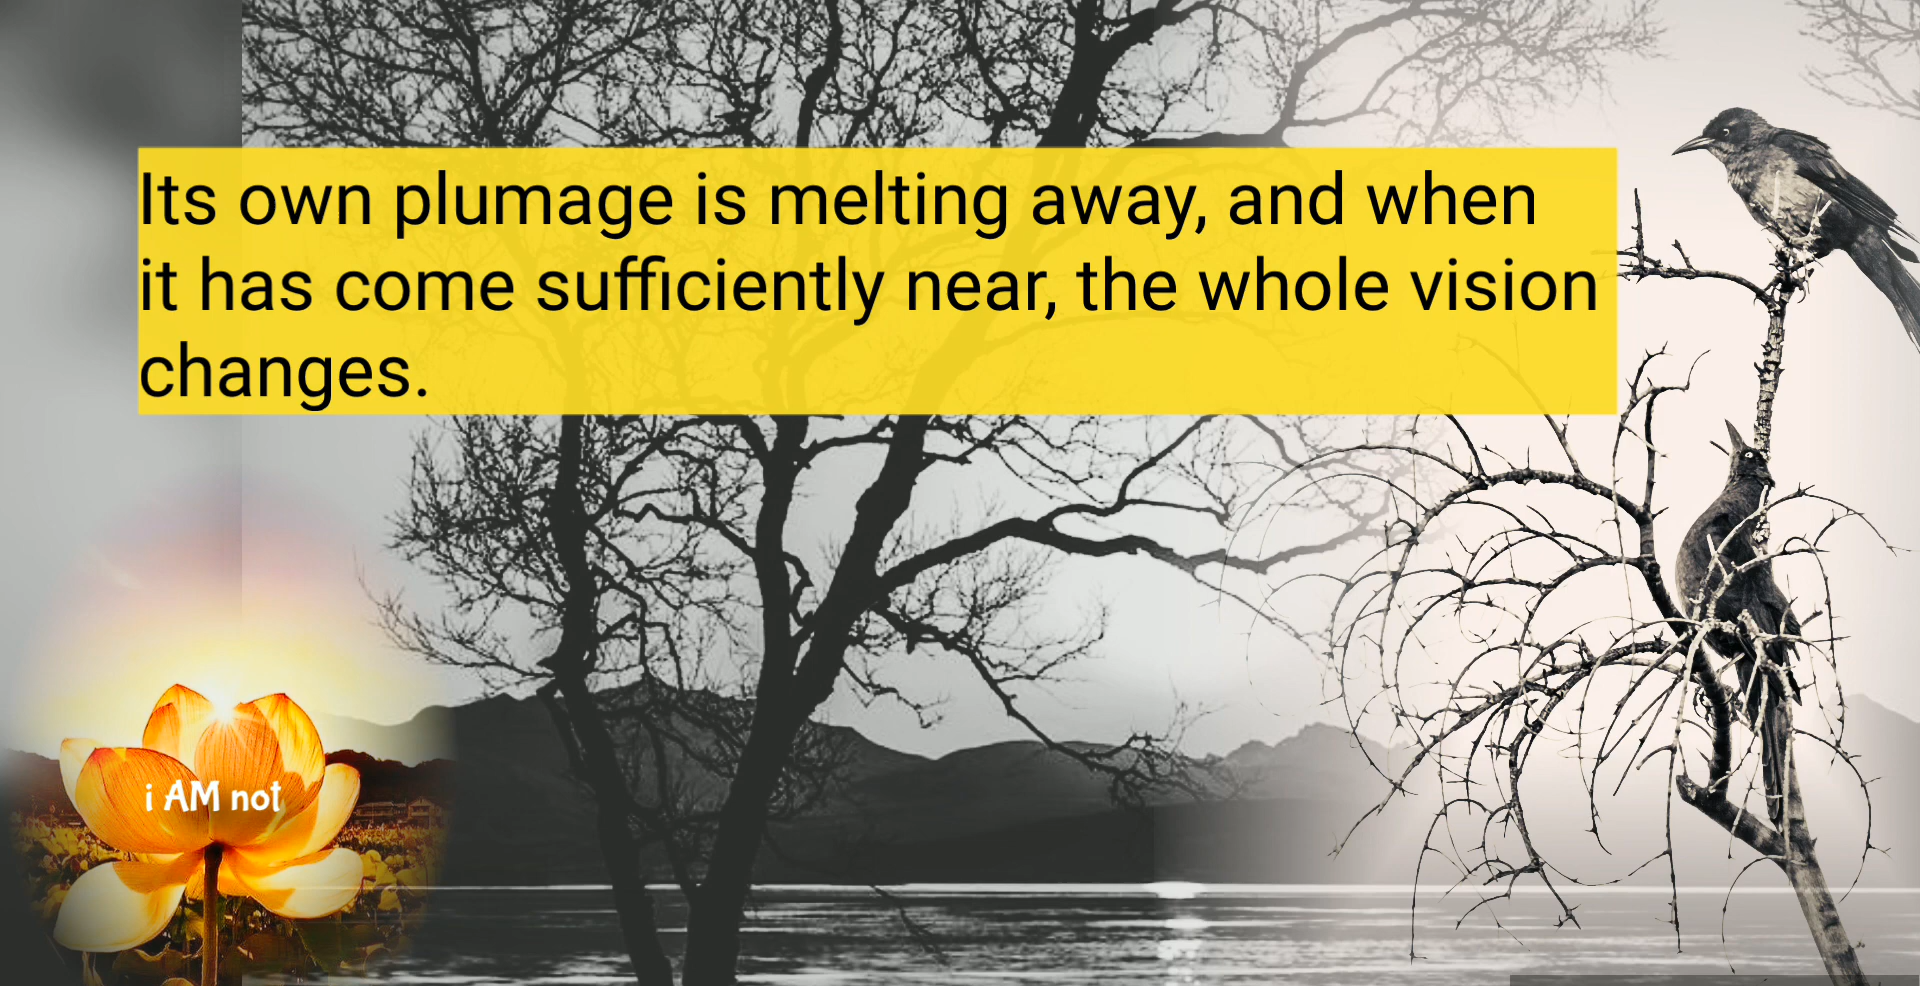 Its own plumage is melting away, and when
it has come sufficiently near, the whole vision
changes.
i AM not